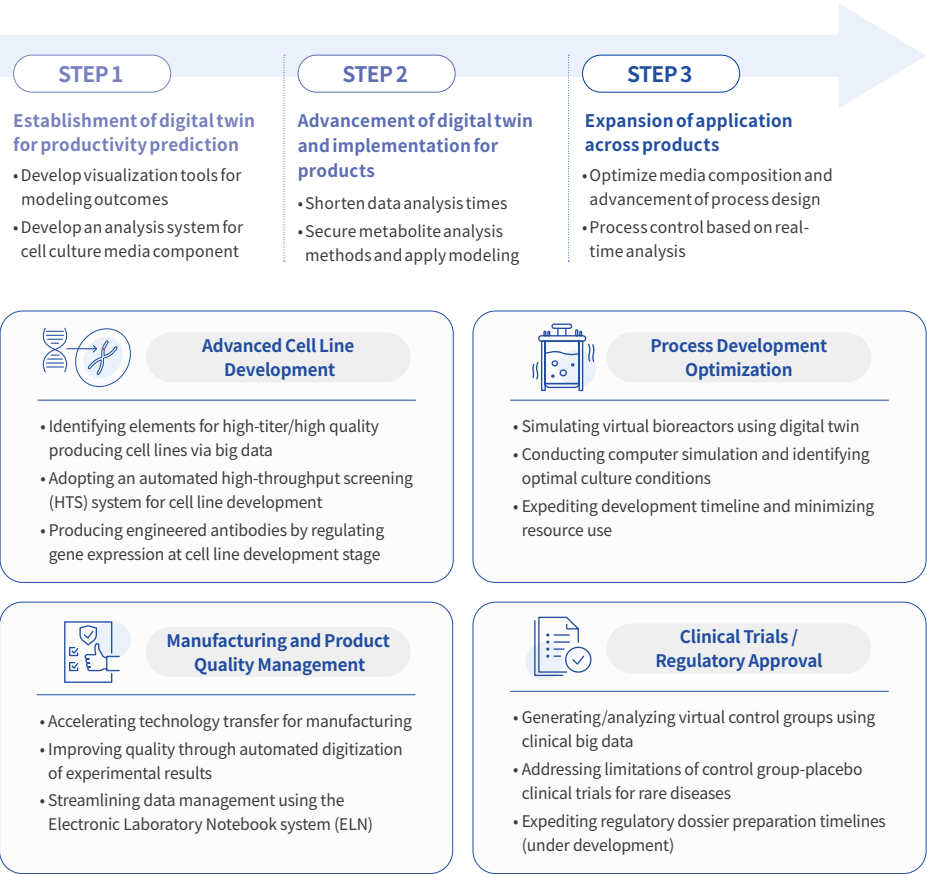 STEP 1
Establishment of digital twin
for productivity prediction
• Develop visualization tools for
modeling outcomes
• Develop an analysis system for
cell culture media component
STEP 2
Advancement of digital twin
and implementation for
products
• Shorten data analysis times
• Secure metabolite analysis
methods and apply modeling
STEP 3
Expansion of application
across products
• Optimize media composition and
advancement of process design
• Process control based on real-
time analysis
Advanced Cell Line
Development
• Identifying elements for high-titer/high quality
producing cell lines via big data
• Adopting an automated high-throughput screening
(HTS) system for cell line development
• Producing engineered antibodies by regulating
gene expression at cell line development stage
Process Development
Optimization
• Simulating virtual bioreactors using digital twin
• Conducting computer simulation and identifying
optimal culture conditions
• Expediting development timeline and minimizing
resource use
Manufacturing and Product
Quality Management
• Accelerating technology transfer for manufacturing
• Improving quality through automated digitization
of experimental results
• Streamlining data management using the
Electronic Laboratory Notebook system (ELN)
Clinical Trials /
Regulatory Approval
• Generating/analyzing virtual control groups using
clinical big data
• Addressing limitations of control group-placebo
clinical trials for rare diseases
• Expediting regulatory dossier preparation timelines
(under development)